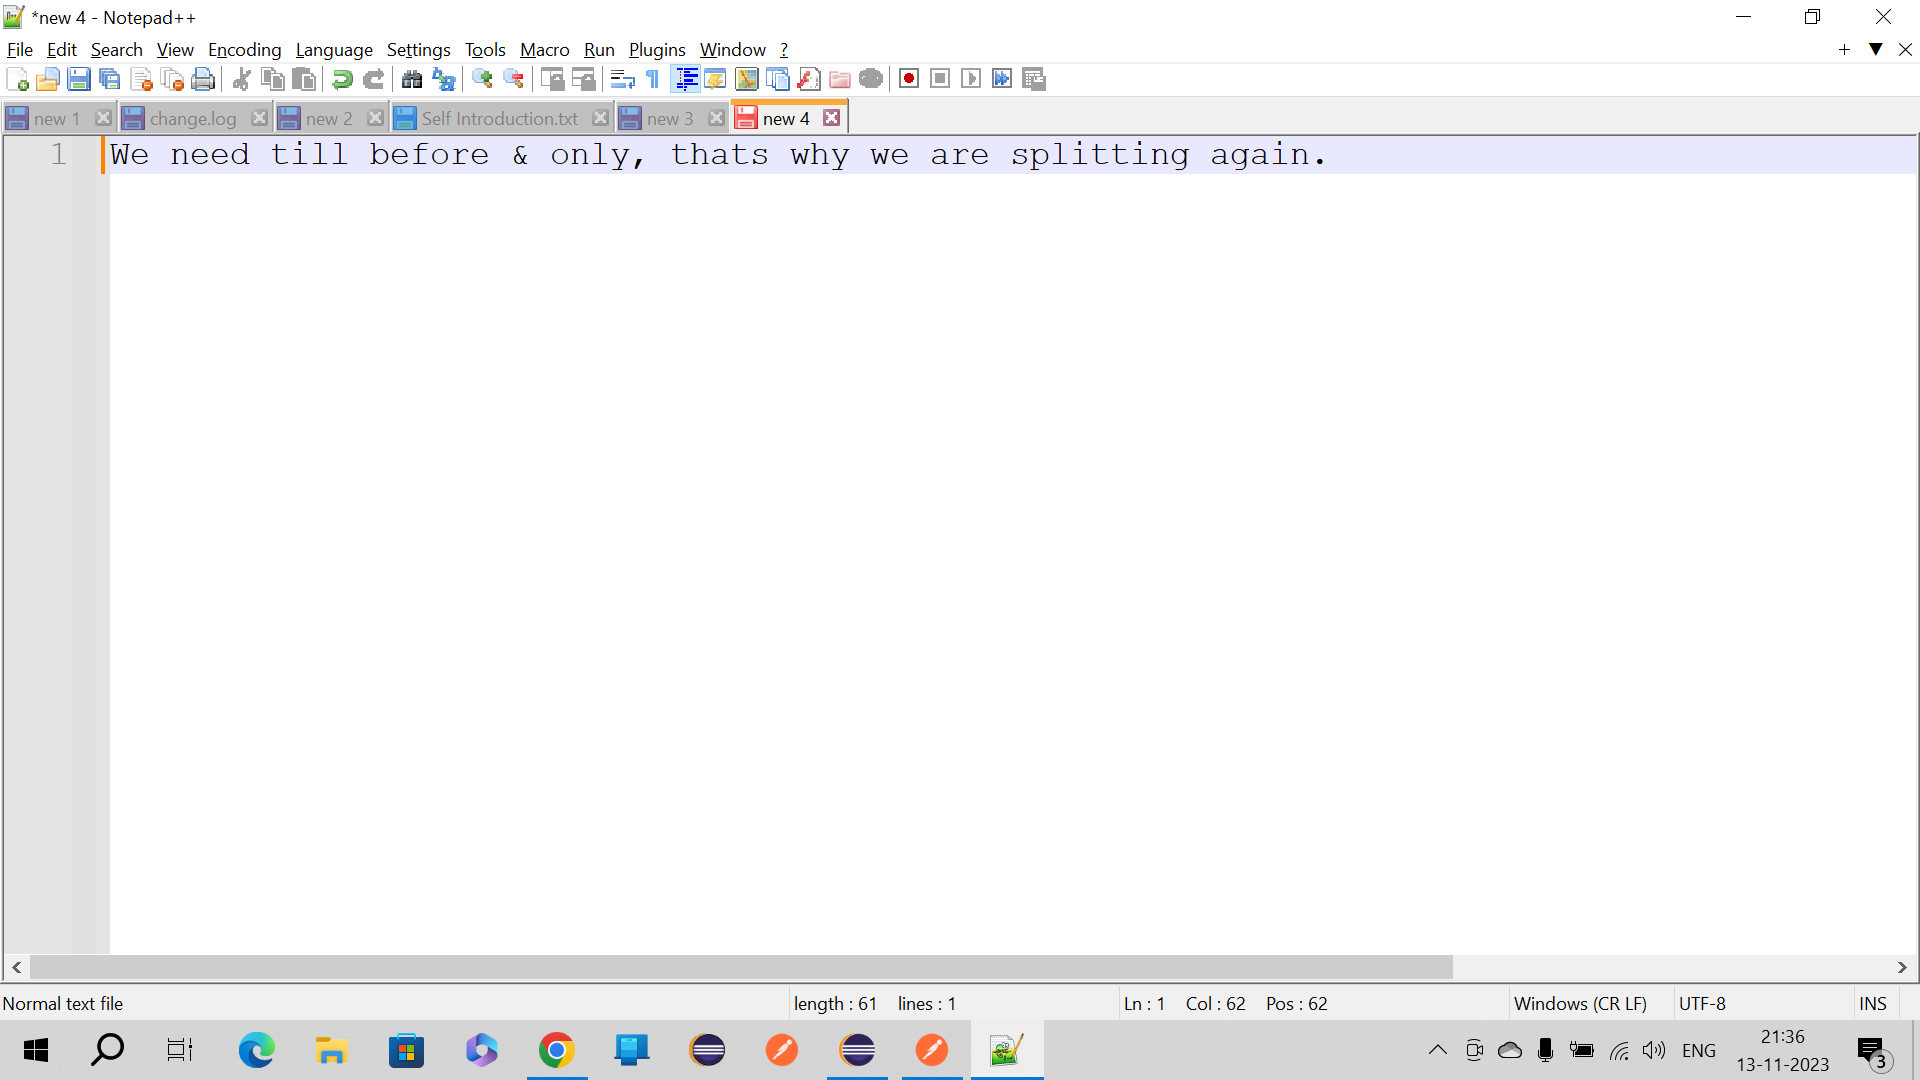 *new 4 - Notepad++
File Edit Search View Encoding Language Settings Tools Macro Run Plugins Window ?
new 1 change.log new 2 Self Introduction.txt new 3 new 4
1 We need till before & only, thats why we are splitting again.
Normal text file length : 61 lines : 1 Ln : 1 Col : 62 Pos : 62 Windows (CR LF) UTF-8 INS
ENG 21:36
13-11-2023 3